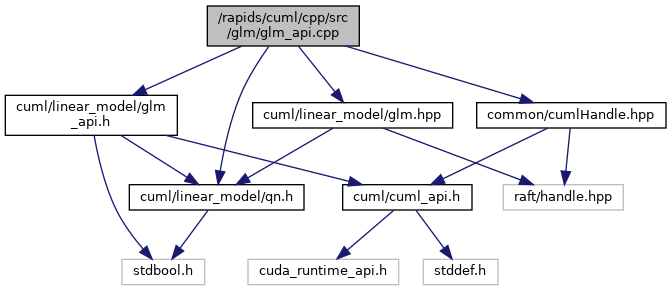 /rapids/cuml/cpp/src
/glm/glm_api.cpp
cuml/linear_model/glm
_api.h
cuml/linear_model/glm.hpp
common/cumlHandle.hpp
cuml/linear_model/qn.h
cuml/cuml_api.h
raft/handle.hpp
stdbool.h
cuda_runtime_api.h
stddef.h